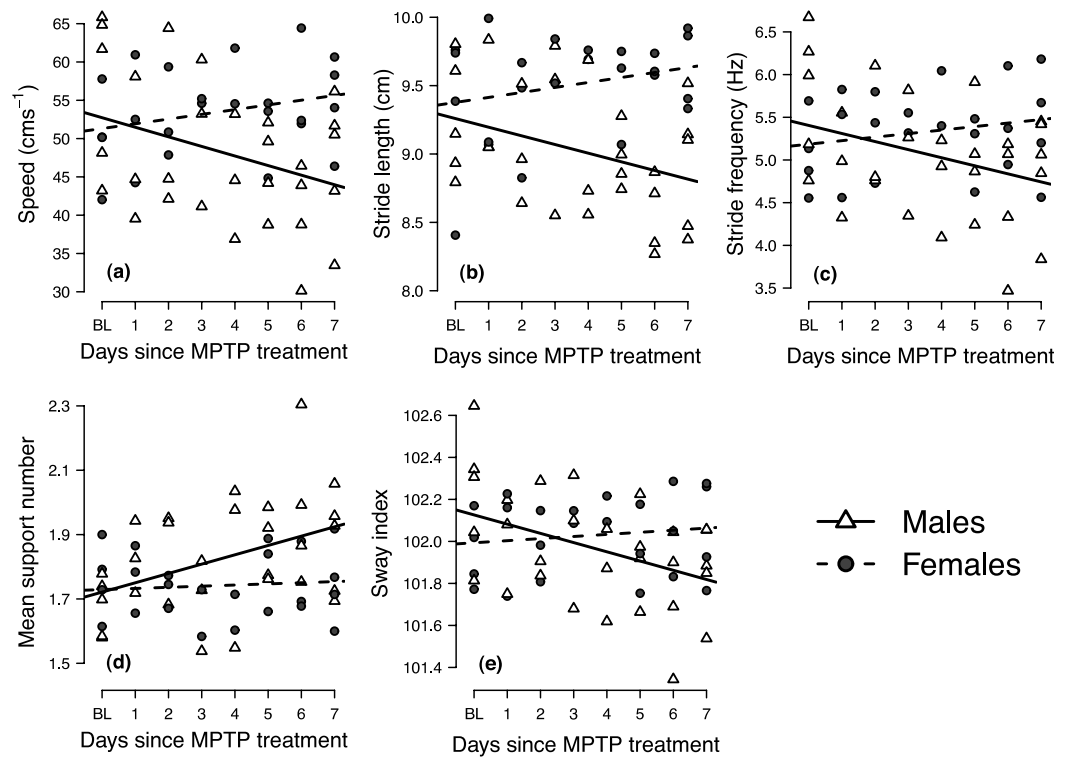 Speed (cms⁻¹)
65
60
55
50
45
40
35
30
(a)
BL 1 2 3 4 5 6 7
Days since MPTP treatment
Stride length (cm)
10.0
9.5
9.0
8.5
8.0
(b)
BL 1 2 3 4 5 6 7
Days since MPTP treatment
Stride frequency (Hz)
6.5
6.0
5.5
5.0
4.5
4.0
3.5
(c)
BL 1 2 3 4 5 6 7
Days since MPTP treatment
Mean support number
2.3
2.1
1.9
1.7
1.5
(d)
BL 1 2 3 4 5 6 7
Days since MPTP treatment
Sway index
102.6
102.4
102.2
102.0
101.8
101.6
101.4
(e)
BL 1 2 3 4 5 6 7
Days since MPTP treatment
Males
Females